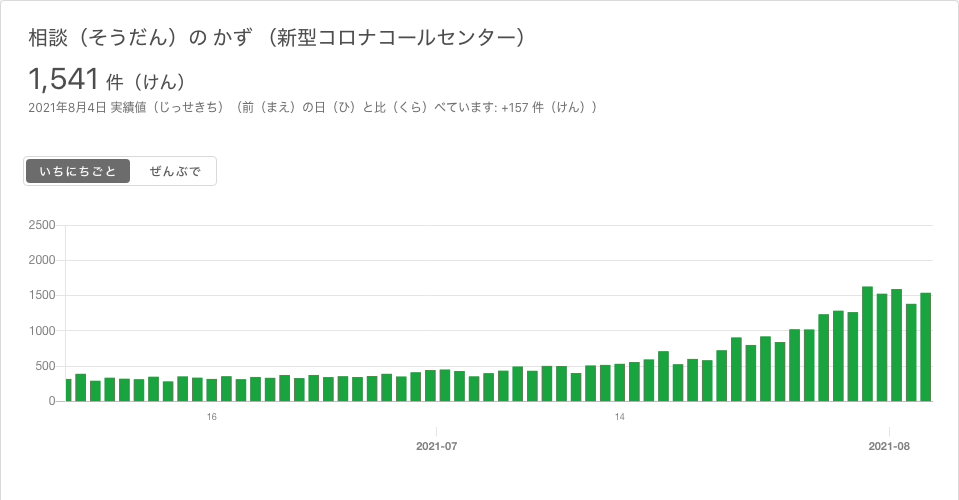 相談（そうだん）の かず （新型コロナコールセンター）
1,541 件（けん）
2021年8月4日 実績値（じっせきち）（前（まえ）の日（ひ）と比（くら）べています: +157 件（けん））
いちにちごと ぜんぶで
2500
2000
1500
1000
500
0
16 14
2021-07 2021-08